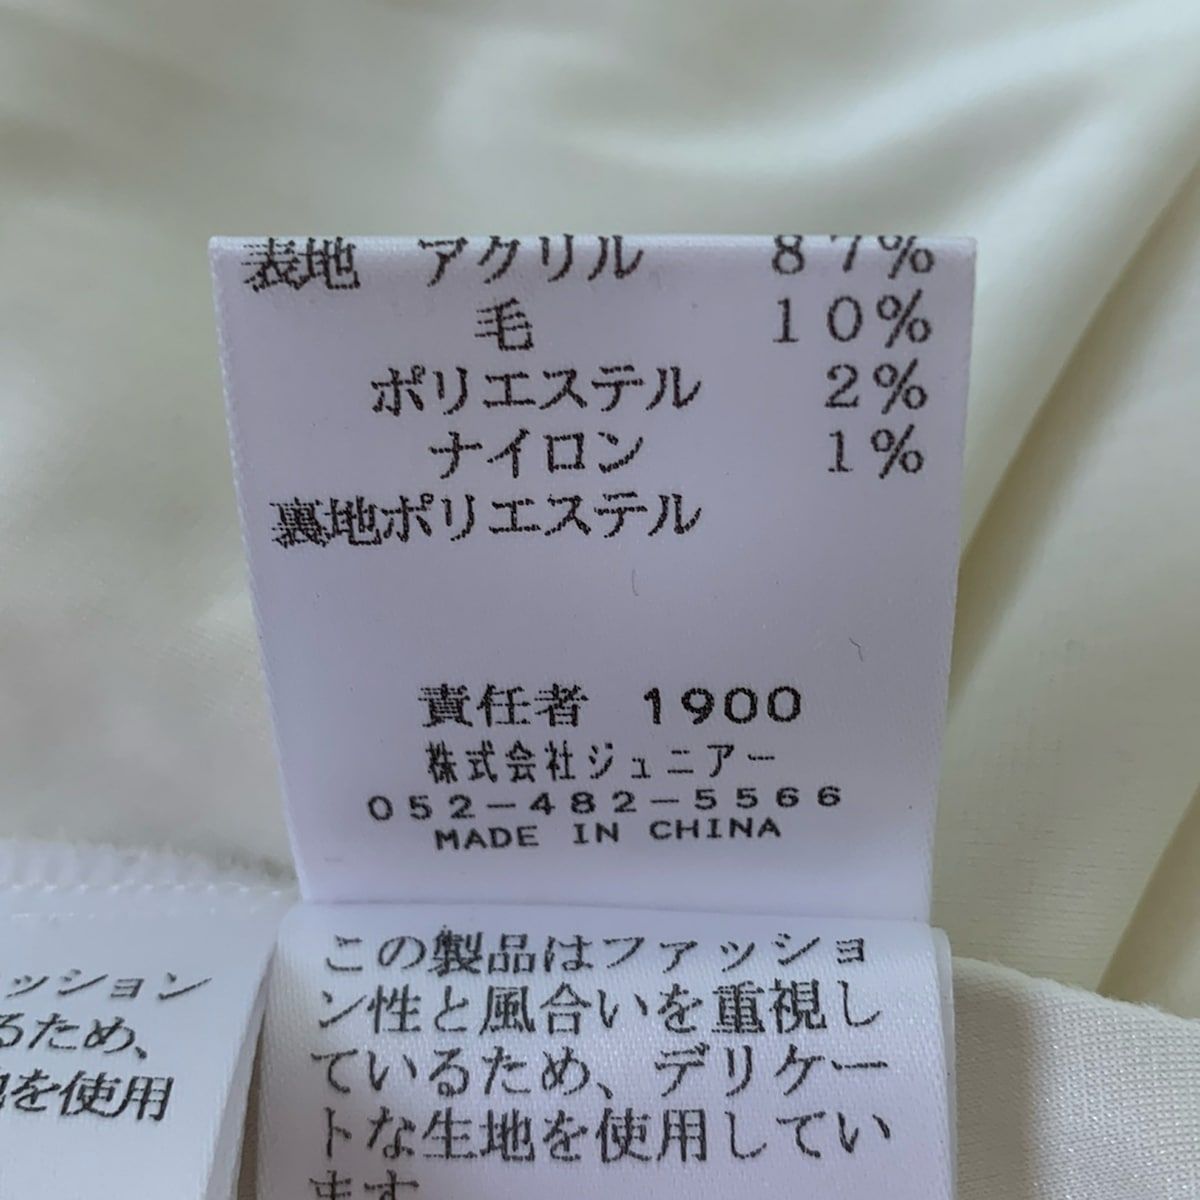 表地 アクリル 87%
毛 10%
ポリエステル 2%
ナイロン 1%
裏地ポリエステル
責任者 1900
株式会社ジュニアー
052-482-5566
MADE IN CHINA
この製品はファッショ
ン性と風合いを重視し
ているため、デリケー
トな生地を使用してい
ます
ッション
るため、
地を使用